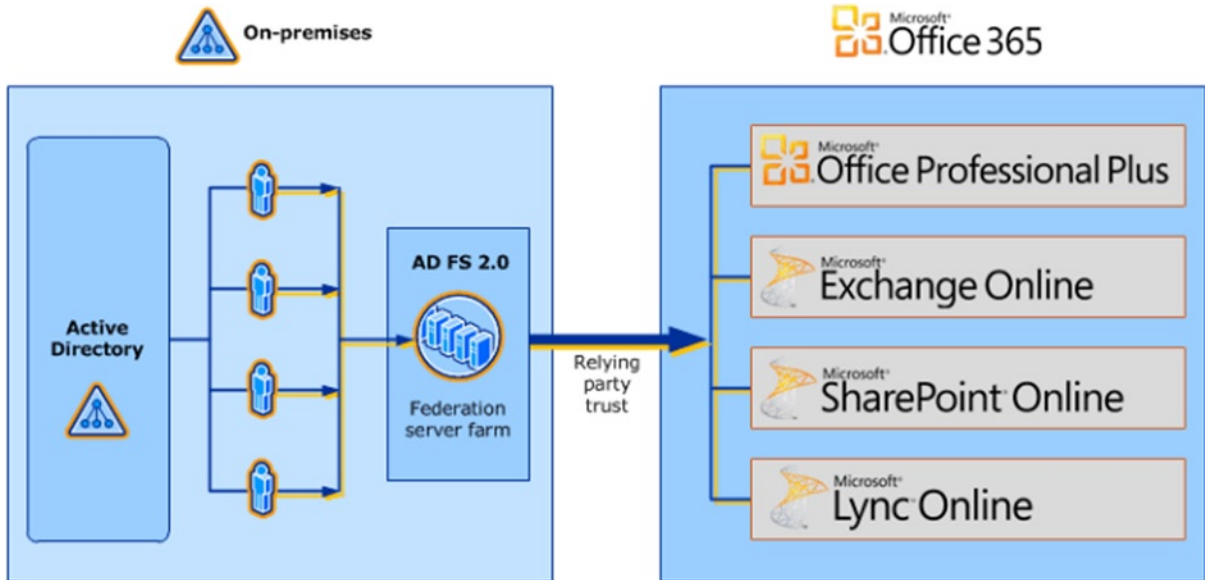 On-premises
Microsoft®
Office 365
Active
Directory
AD FS 2.0
Federation
server farm
Relying
party
trust
Microsoft®
Office Professional Plus
Microsoft®
Exchange Online
Microsoft®
SharePoint® Online
Microsoft®
Lync® Online